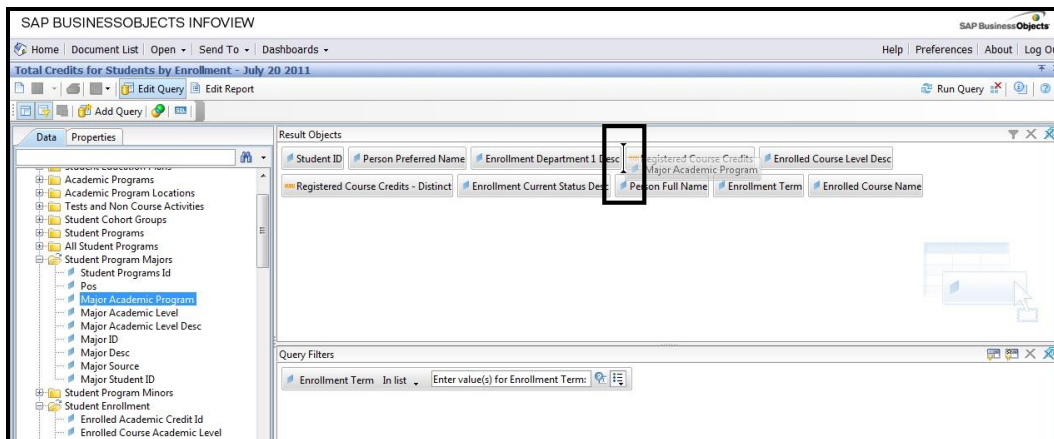 SAP BUSINESSOBJECTS INFOVIEW
SAP BusinessObjects
Home Document List Open Send To Dashboards
Help Preferences About Log Ou
Total Credits for Students by Enrollment - July 20 2011
Edit Query Edit Report
Run Query
Add Query
Data Properties
Academic Programs
Academic Program Locations
Tests and Non Course Activities
Student Cohort Groups
Student Programs
All Student Programs
Student Program Majors
Student Programs Id
Pos
Major Academic Program
Major Academic Level
Major Academic Level Desc
Major ID
Major Desc
Major Source
Major Student ID
Student Program Minors
Student Enrollment
Enrolled Academic Credit Id
Enrolled Course Academic Level
Result Objects
Student ID Person Preferred Name Enrollment Department 1 Desc Registered Course Credits Enrolled Course Level Desc
Major Academic Program
Registered Course Credits - Distinct Enrollment Current Status Desc Person Full Name Enrollment Term Enrolled Course Name
Query Filters
Enrollment Term In list Enter value(s) for Enrollment Term: